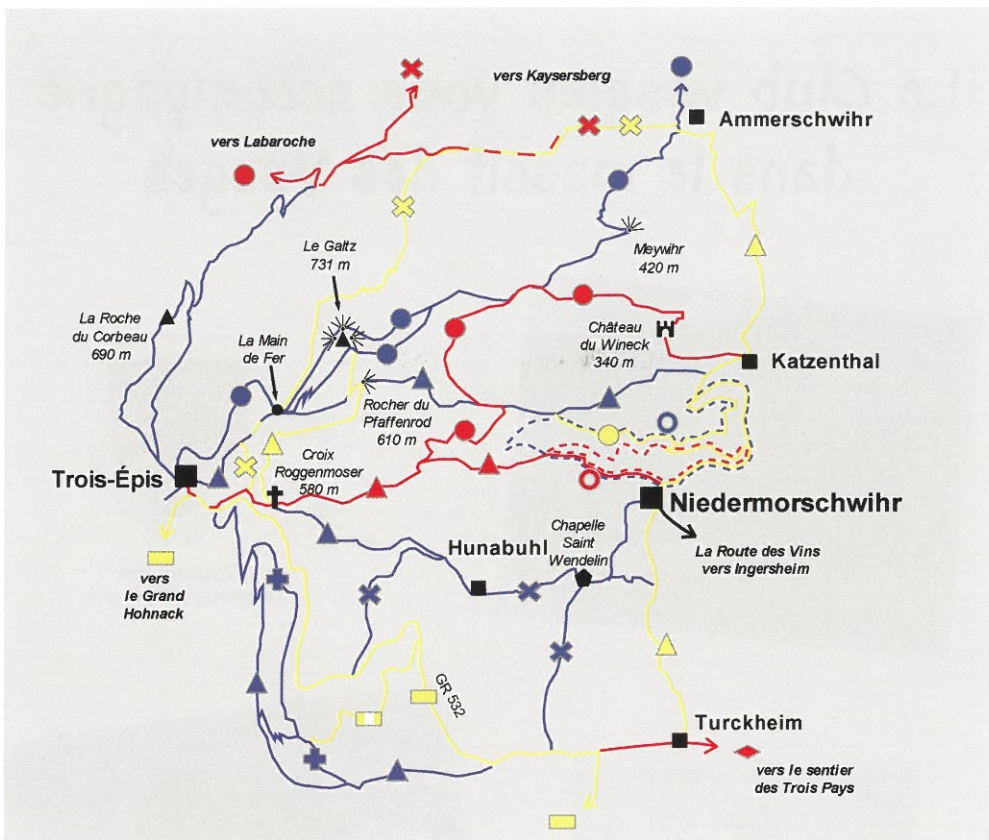 vers Kaysersberg
Ammerschwihr
vers Labaroche
Le Galtz
731 m
Meywihr
420 m
La Roche
du Corbeau
690 m
La Main
de Fer
Château
du Wineck
340 m
Katzenthal
Rocher du
Pfaffenrod
610 m
Croix
Roggenmoser
580 m
Trois-Épis
Niedermorschwihr
Chapelle
Saint
Wendelin
Hunabuhl
La Route des Vins
vers Ingersheim
vers
le Grand
Hohnack
GR 532
Turckheim
vers le sentier
des Trois Pays